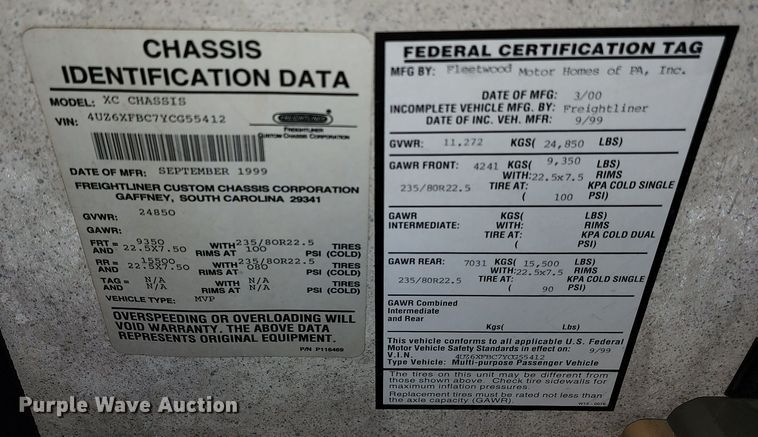 CHASSIS
IDENTIFICATION DATA
MODEL: XC CHASSIS
VIN: 4UZ6XFBC7YCG55412
FREIGHTLINER
FREIGHTLINER
CUSTOM CHASSIS CORPORATION
DATE OF MFR: SEPTEMBER 1999
FREIGHTLINER CUSTOM CHASSIS CORPORATION
GAFFNEY, SOUTH CAROLINA 29341
GVWR: 24850
GAWR:
FRT = 9350 WITH 235/80R22.5 TIRES
AND 22.5X7.50 RIMS AT 100 PSI (COLD)
RR = 15500 WITH 235/80R22.5 TIRES
AND 22.5X7.50 RIMS AT 080 PSI (COLD)
TAG = N/A WITH N/A TIRES
AND N/A RIMS AT N/A PSI (COLD)
VEHICLE TYPE: MVP
OVERSPEEDING OR OVERLOADING WILL
VOID WARRANTY. THE ABOVE DATA
REPRESENTS ORIGINAL EQUIPMENT.
P/N P116469
FEDERAL CERTIFICATION TAG
MFG BY: Fleetwood Motor Homes of PA, Inc.
DATE OF MFG: 3/00
INCOMPLETE VEHICLE MFG. BY: Freightliner
DATE OF INC. VEH. MFR: 9/99
GVWR: 11,272 KGS( 24,850 LBS)
GAWR FRONT: 4241 KGS( 9,350 LBS)
WITH: 22.5x7.5 RIMS
235/80R22.5 TIRE AT: KPA COLD SINGLE
( 100 PSI)
GAWR KGS( LBS)
INTERMEDIATE: WITH: RIMS
TIRE AT: KPA COLD DUAL
( PSI)
GAWR REAR: 7031 KGS( 15,500 LBS)
WITH: 22.5x7.5 RIMS
235/80R22.5 TIRE AT: KPA COLD SINGLE
( 90 PSI)
GAWR Combined
Intermediate
and Rear
Kgs( Lbs)
This vehicle conforms to all applicable U.S. Federal
Motor Vehicle Safety Standards in effect on: 9/99
V.I.N. 4UZ6XFBC7YCG55412
Type Vehicle: Multi-purpose Passenger Vehicle
The tires on this unit may be different from
those shown above. Check tire sidewalls for
maximum inflation pressures.
Replacement tires must be rated not less than
the axle capacity (GAWR).
Purple Wave Auction